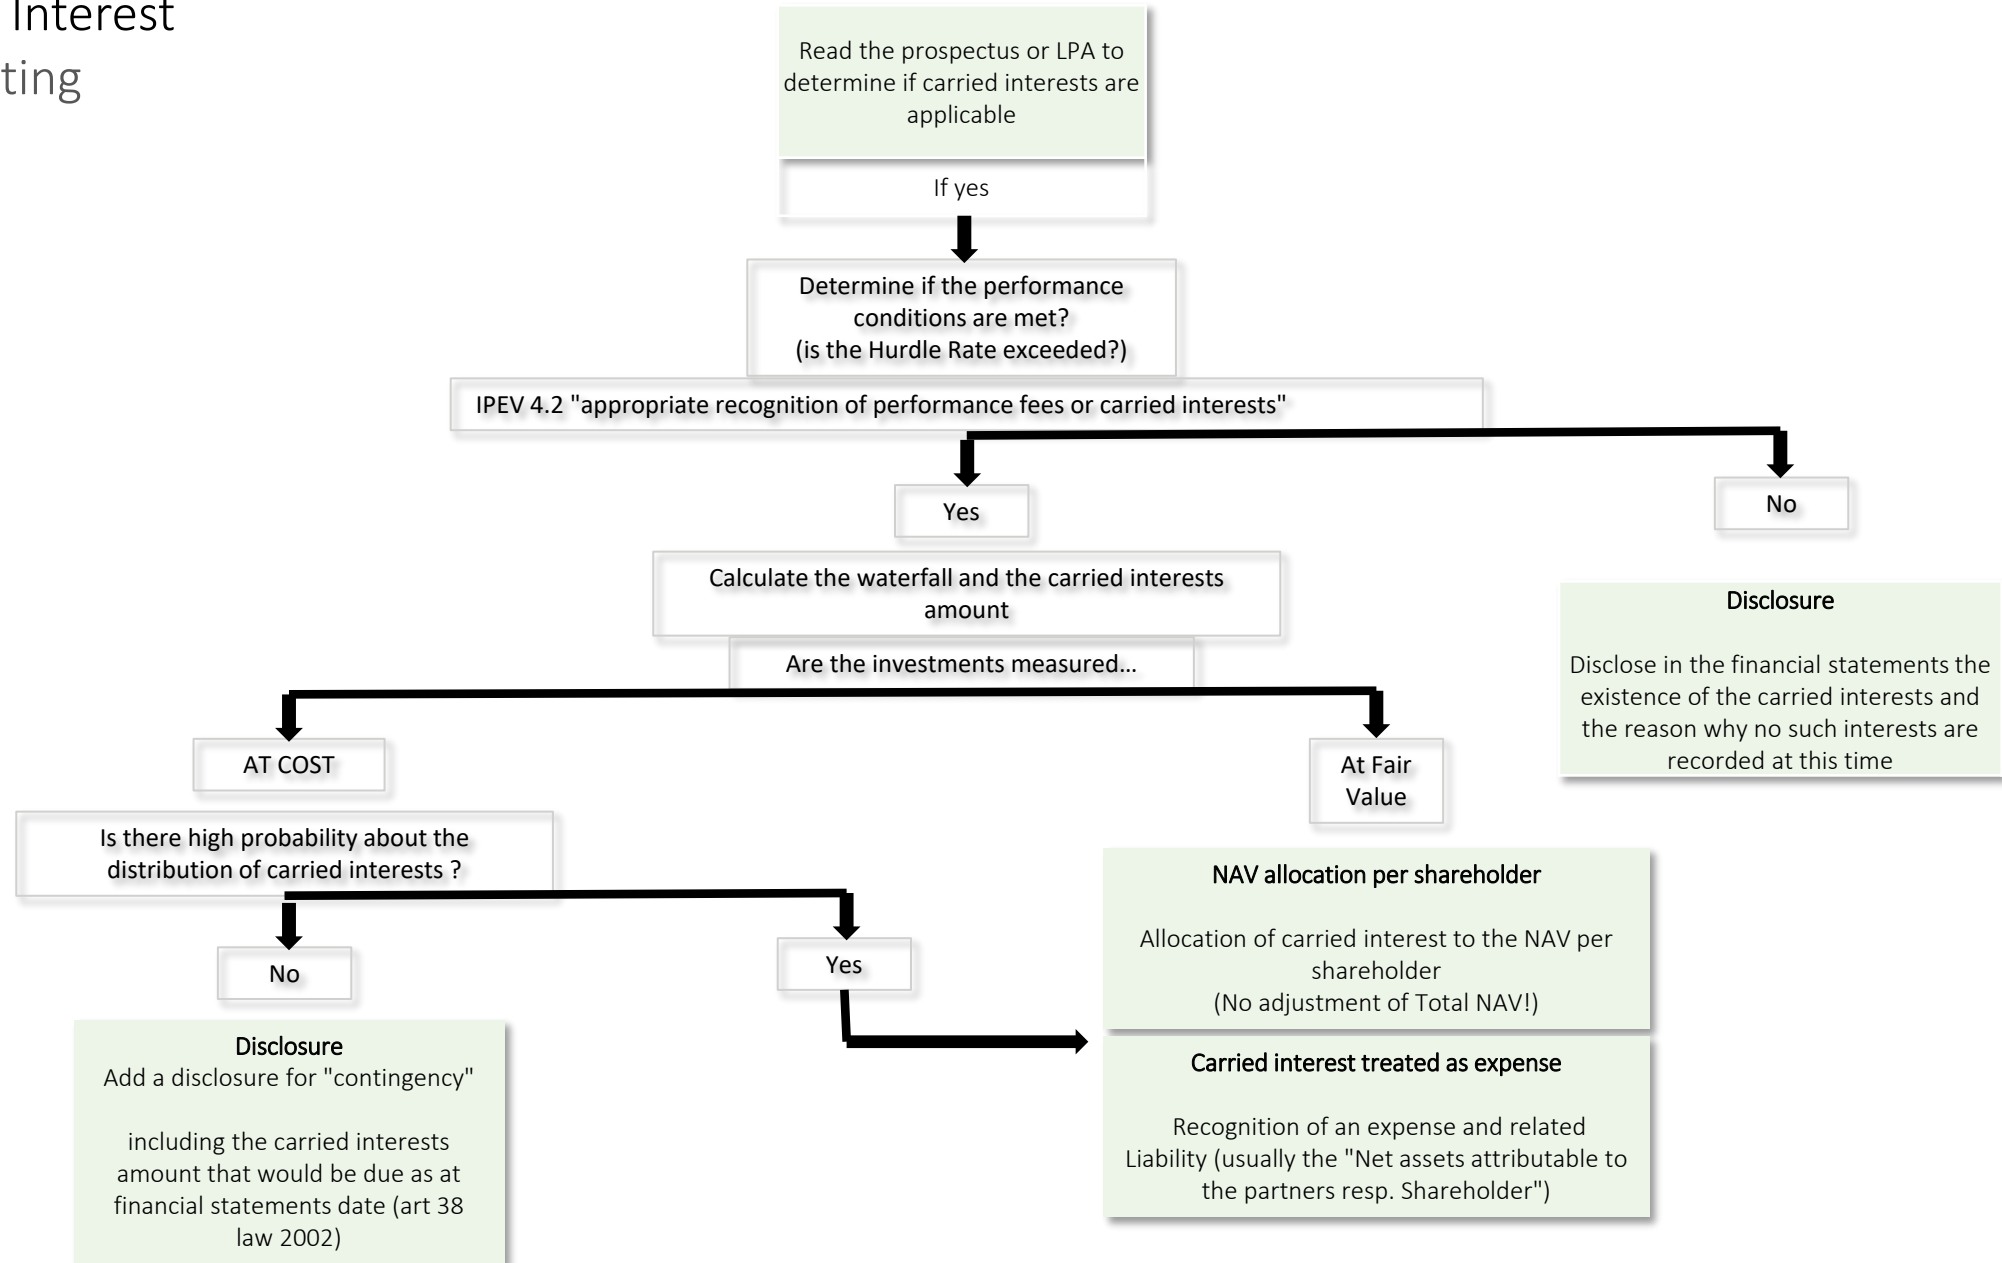 Interest
ting
Read the prospectus or LPA to
determine if carried interests are
applicable
If yes
Determine if the performance
conditions are met?
(is the Hurdle Rate exceeded?)
IPEV 4.2 "appropriate recognition of performance fees or carried interests"
Yes
No
Calculate the waterfall and the carried interests
amount
Are the investments measured...
Disclosure
Disclose in the financial statements the
existence of the carried interests and
the reason why no such interests are
recorded at this time
AT COST
At Fair
Value
Is there high probability about the
distribution of carried interests ?
No
Yes
NAV allocation per shareholder
Allocation of carried interest to the NAV per
shareholder
(No adjustment of Total NAV!)
Carried interest treated as expense
Recognition of an expense and related
Liability (usually the "Net assets attributable to
the partners resp. Shareholder")
Disclosure
Add a disclosure for "contingency"
including the carried interests
amount that would be due as at
financial statements date (art 38
law 2002)